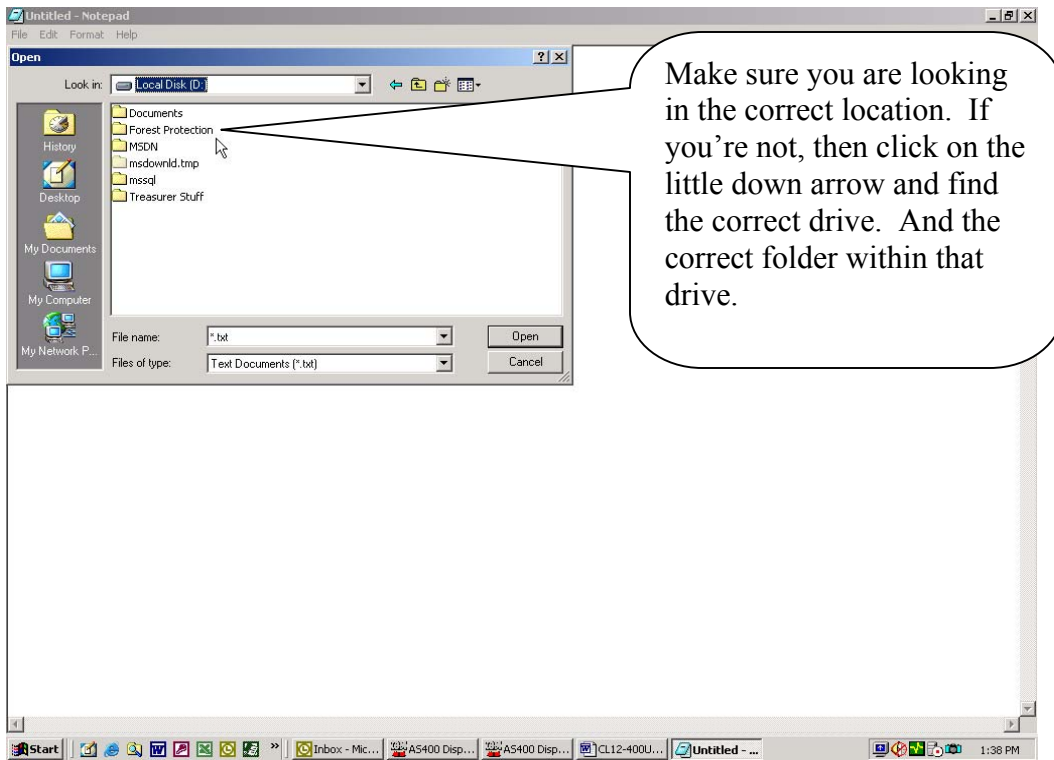 Untitled - Notepad
File Edit Format Help
Open
Look in: Local Disk (D:)
History
Desktop
My Documents
My Computer
My Network P...
Documents
Forest Protection
MSDN
msdownld.tmp
mssql
Treasurer Stuff
File name: *.txt Open
Files of type: Text Documents (*.txt) Cancel
Make sure you are looking
in the correct location. If
you’re not, then click on the
little down arrow and find
the correct drive. And the
correct folder within that
drive.
Start Inbox - Mic... AS400 Disp... AS400 Disp... CL12-400U... Untitled - ... 1:38 PM